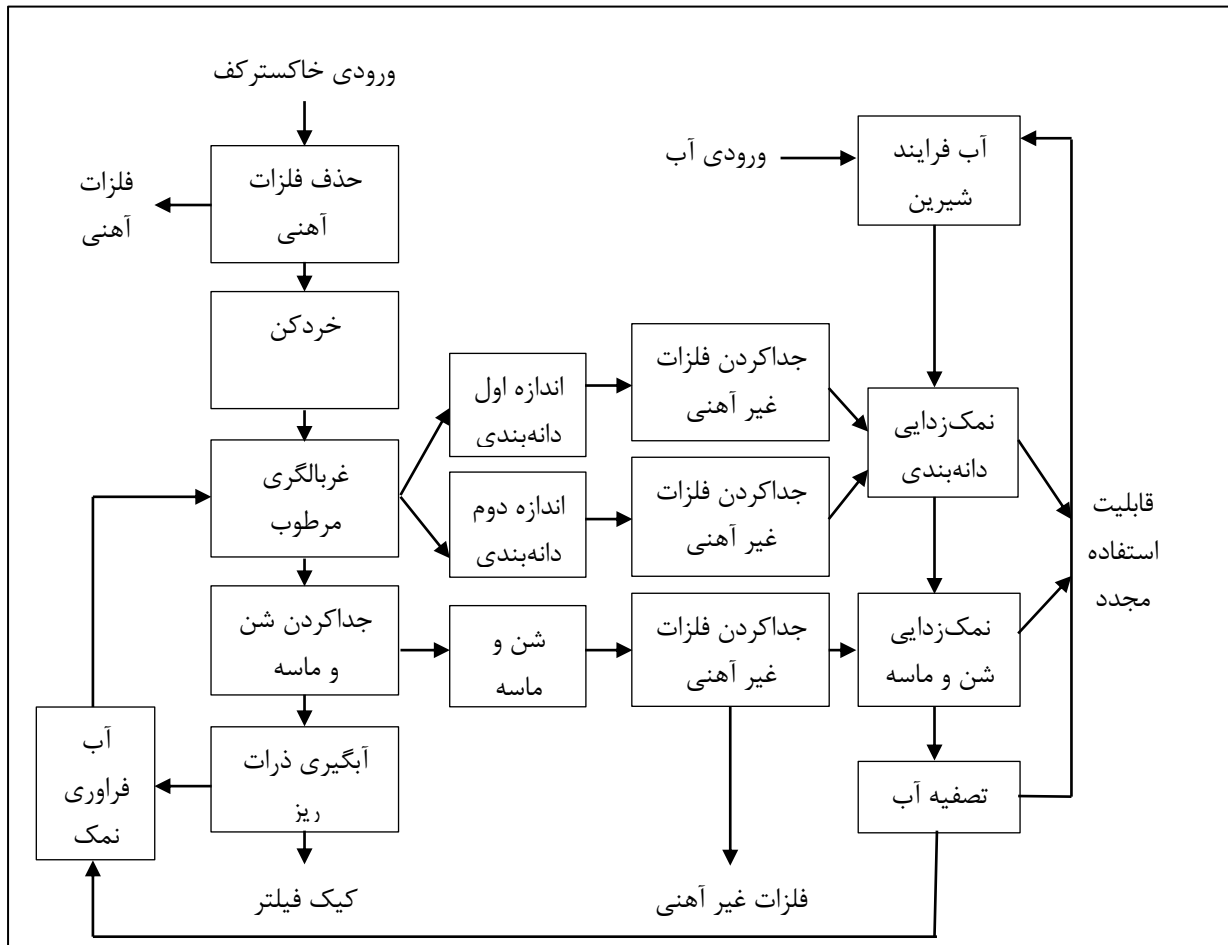 ورودی خاکسترکف
حذف فلزات
آهنی
فلزات
آهنی
خردکن
غربالگری
مرطوب
جداکردن شن
و ماسه
آبگیری ذرات
ریز
کیک فیلتر
آب
فراوری
نمک
اندازه اول
دانه‌بندی
اندازه دوم
دانه‌بندی
شن و
ماسه
جداکردن فلزات
غیر آهنی
جداکردن فلزات
غیر آهنی
جداکردن فلزات
غیر آهنی
فلزات غیر آهنی
ورودی آب
آب فرایند
شیرین
نمک‌زدایی
دانه‌بندی
نمک‌زدایی
شن و ماسه
تصفیه آب
قابلیت
استفاده
مجدد